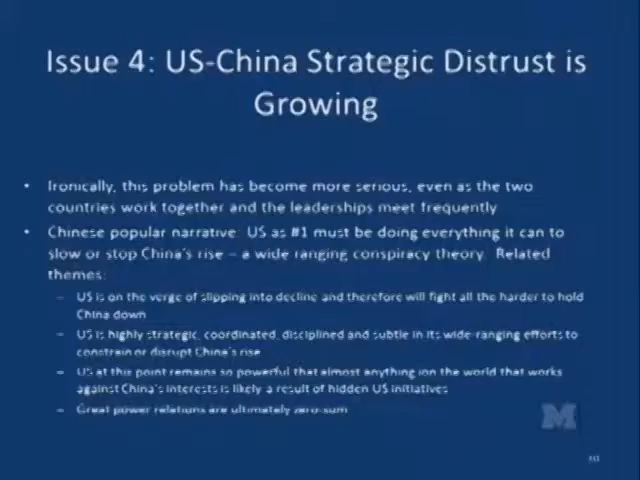 Issue 4: US-China Strategic Distrust is
Growing
• Ironically, this problem has become more serious, even as the two
countries work together and the leaderships meet frequently
• Chinese popular narrative: US as #1 must be doing everything it can to
slow or stop China's rise – a wide ranging conspiracy theory. Related
themes:
– US is on the verge of slipping into decline and therefore will fight all the harder to hold
China down
– US is highly strategic, coordinated, disciplined and subtle in its wide-ranging efforts to
constrain or disrupt China's rise
– US at this point remains so powerful that almost anything ion the world that works
against China's interests is likely a result of hidden US initiatives
– Great power relations are ultimately zero-sum
M